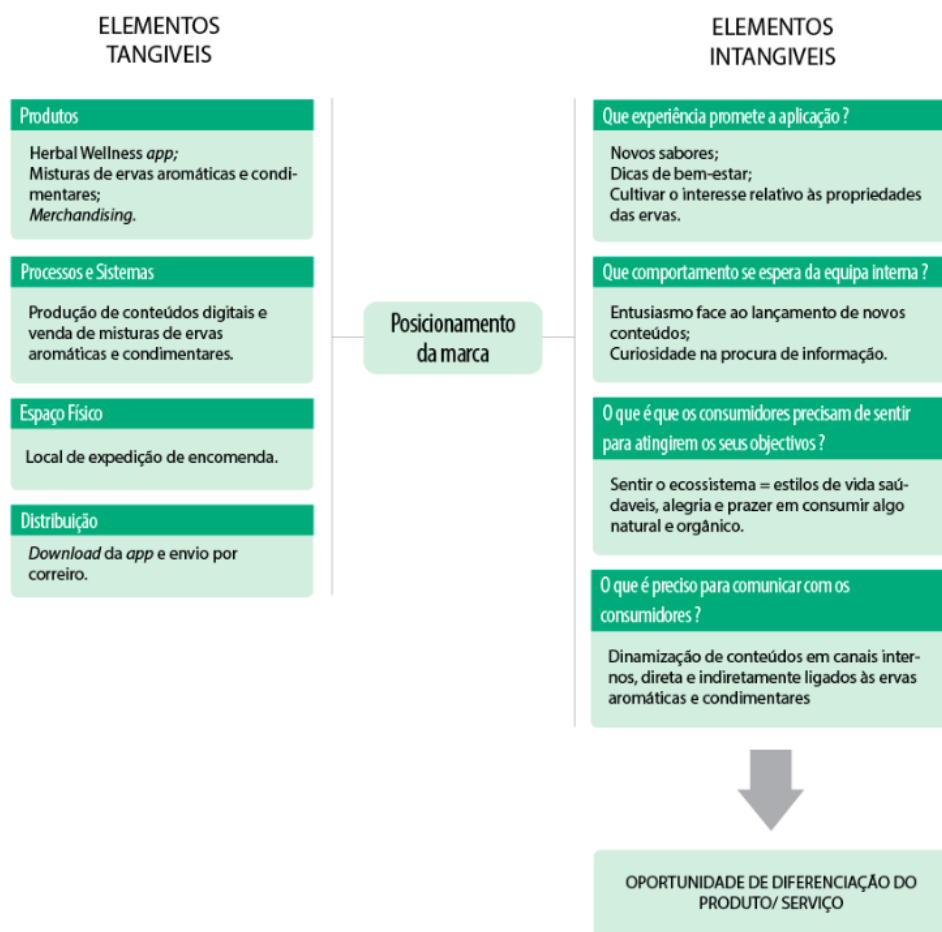 ELEMENTOS
TANGIVEIS
Produtos
Herbal Wellness app;
Misturas de ervas aromáticas e condi-
mentares;
Merchandising.
Processos e Sistemas
Produção de conteúdos digitais e
venda de misturas de ervas
aromáticas e condimentares.
Espaço Físico
Local de expedição de encomenda.
Distribuição
Download da app e envio por
correiro.
Posicionamento
da marca
ELEMENTOS
INTANGIVEIS
Que experiência promete a aplicação ?
Novos sabores;
Dicas de bem-estar;
Cultivar o interesse relativo às propriedades
das ervas.
Que comportamento se espera da equipa interna ?
Entusiasmo face ao lançamento de novos
conteúdos;
Curiosidade na procura de informação.
O que é que os consumidores precisam de sentir
para atingirem os seus objectivos ?
Sentir o ecossistema = estilos de vida saú-
daveis, alegria e prazer em consumir algo
natural e orgânico.
O que é preciso para comunicar com os
consumidores ?
Dinamização de conteúdos em canais inter-
nos, direta e indiretamente ligados às ervas
aromáticas e condimentares
OPORTUNIDADE DE DIFERENCIAÇÃO DO
PRODUTO/ SERVIÇO